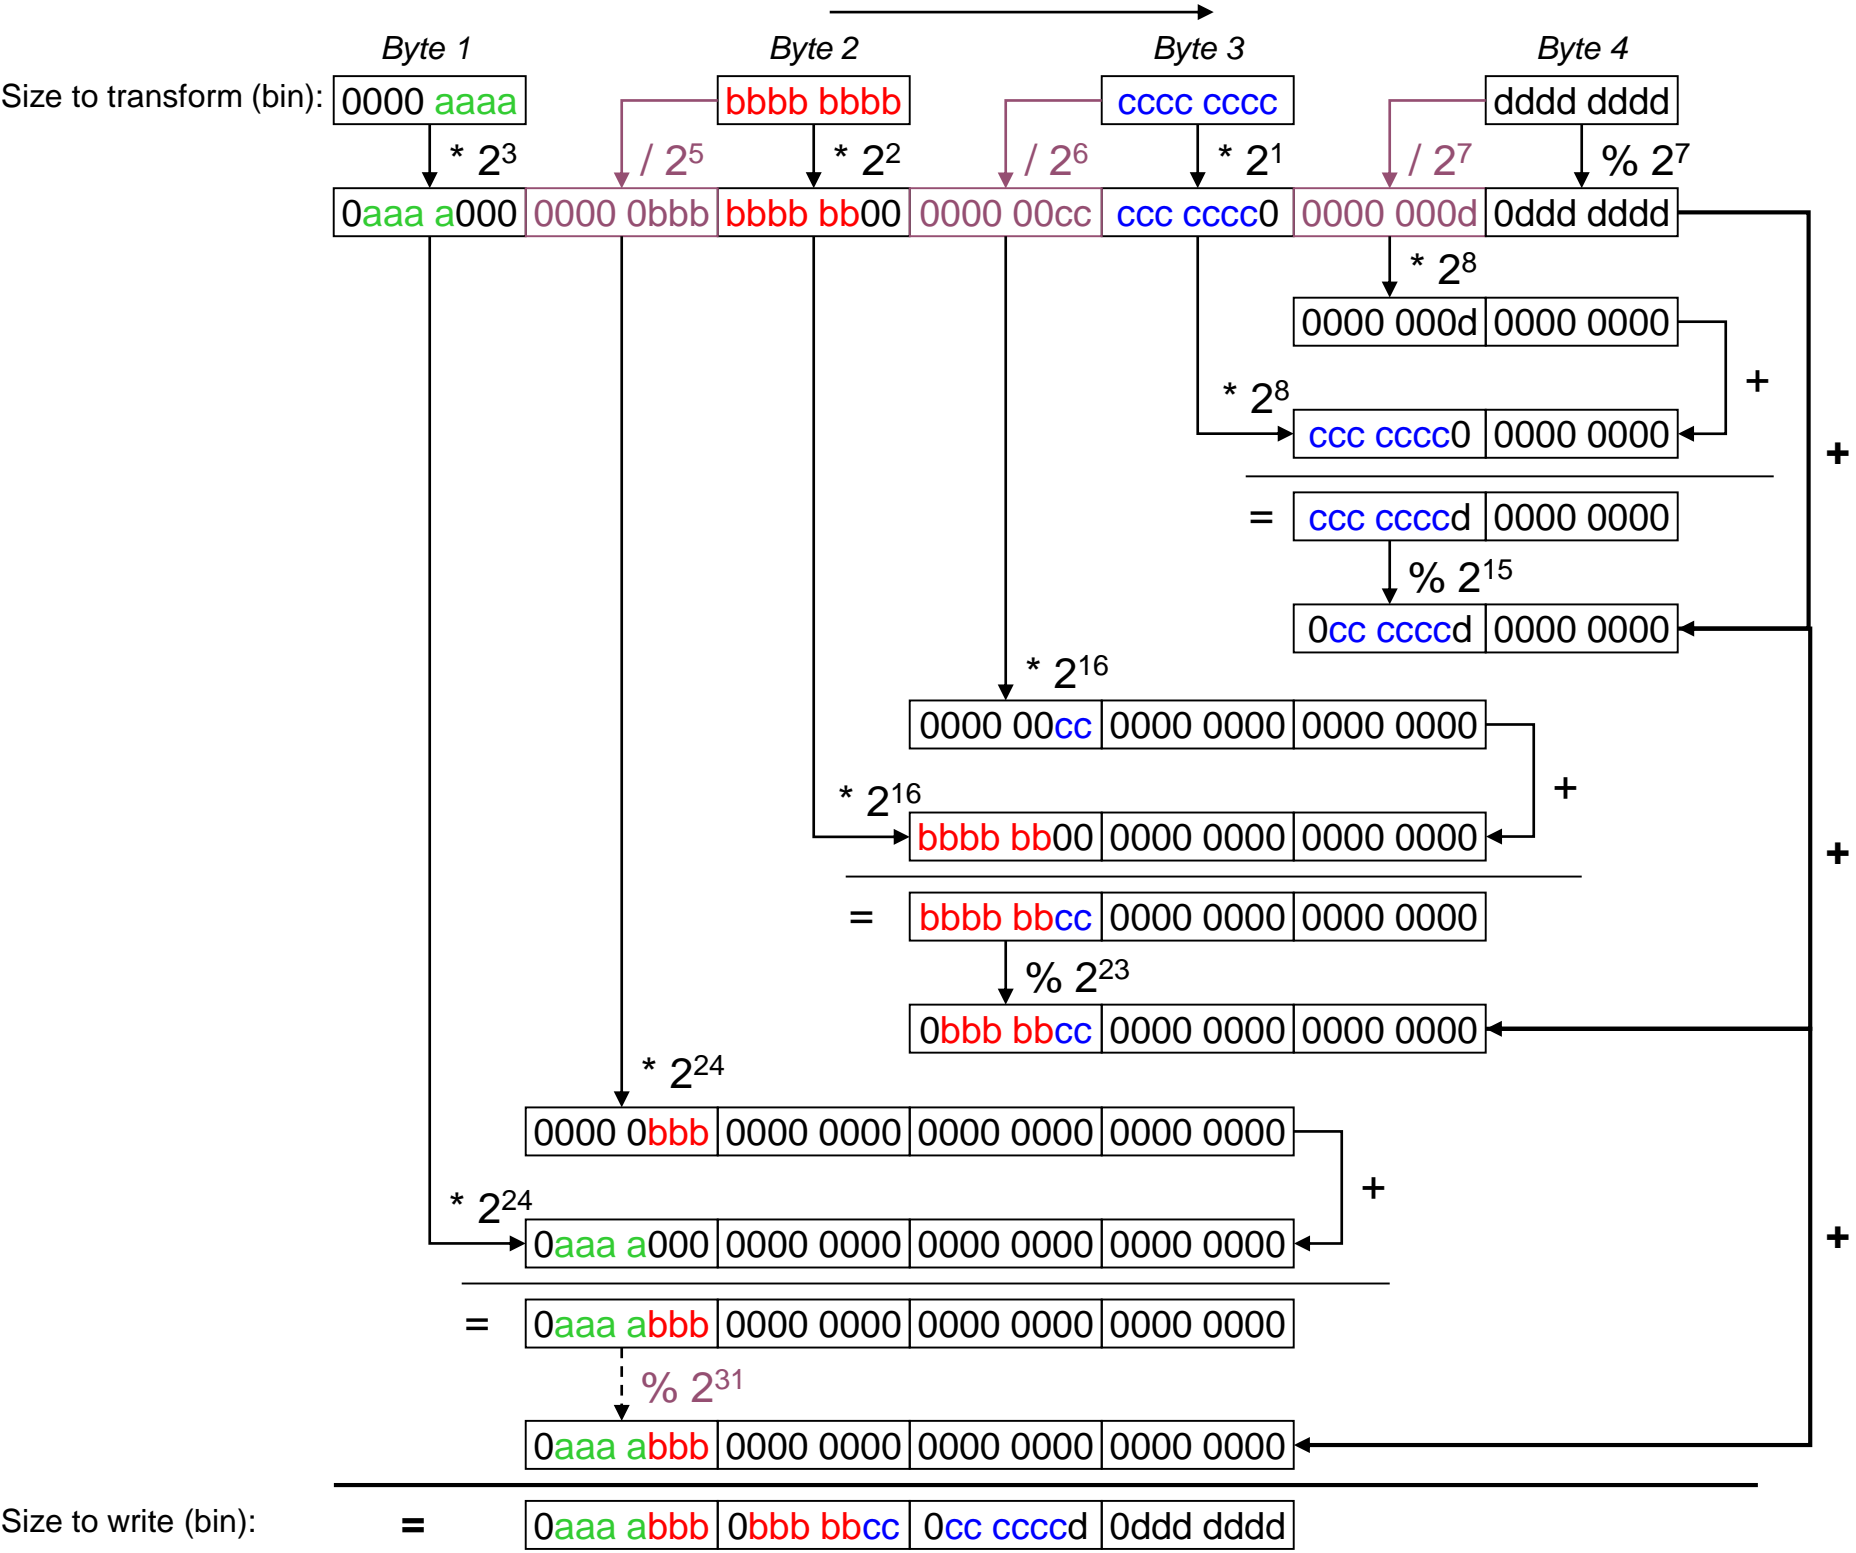 Byte 1 Byte 2 Byte 3 Byte 4
Size to transform (bin): 0000 aaaa bbbb bbbb cccc cccc dddd dddd
* 2³ / 2⁵ * 2² / 2⁶ * 2¹ / 2⁷ % 2⁷
0aaa a000 0000 0bbb bbbb bb00 0000 00cc ccc cccc0 0000 000d 0ddd dddd
* 2⁸
0000 000d 0000 0000
+
* 2⁸
ccc cccc0 0000 0000
+
= ccc ccccd 0000 0000
% 2¹⁵
0cc ccccd 0000 0000
* 2¹⁶
0000 00cc 0000 0000 0000 0000
+
* 2¹⁶
bbbb bb00 0000 0000 0000 0000
+
= bbbb bbcc 0000 0000 0000 0000
% 2²³
0bbb bbcc 0000 0000 0000 0000
* 2²⁴
0000 0bbb 0000 0000 0000 0000 0000 0000
+
* 2²⁴
0aaa a000 0000 0000 0000 0000 0000 0000
+
= 0aaa abbb 0000 0000 0000 0000 0000 0000
% 2³¹
0aaa abbb 0000 0000 0000 0000 0000 0000
Size to write (bin): = 0aaa abbb 0bbb bbcc 0cc ccccd 0ddd dddd